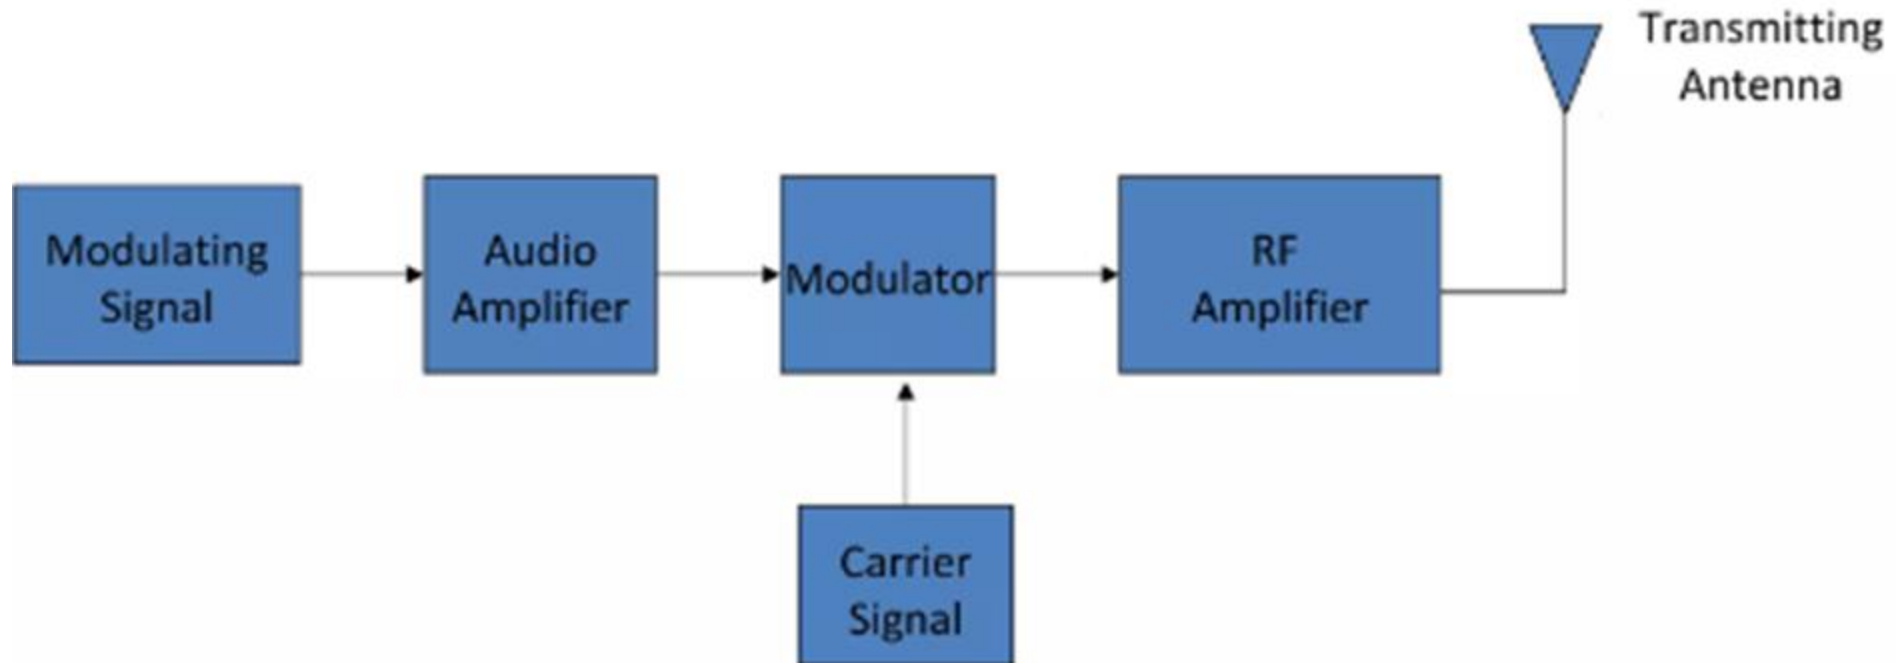 Transmitting
Antenna
Modulating
Signal
Audio
Amplifier
Modulator
RF
Amplifier
Carrier
Signal